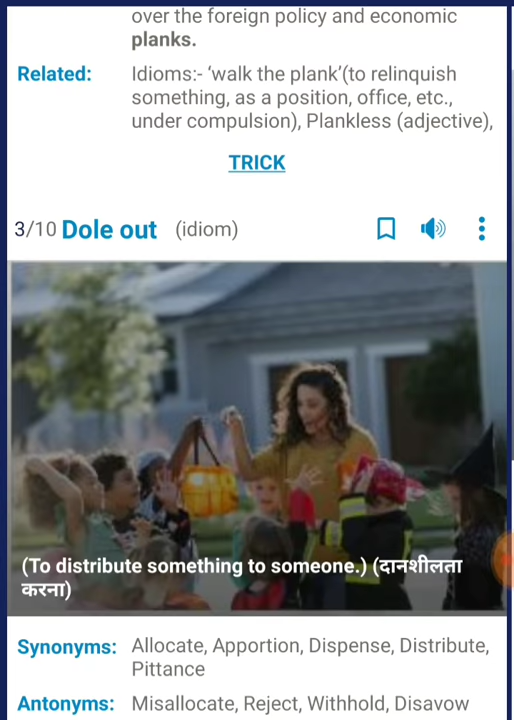 over the foreign policy and economic
planks.
Related: Idioms:- ‘walk the plank’(to relinquish
something, as a position, office, etc.,
under compulsion), Plankless (adjective),
TRICK
3/10 Dole out (idiom)
(To distribute something to someone.) (दानशीलता
करना)
Synonyms: Allocate, Apportion, Dispense, Distribute,
Pittance
Antonyms: Misallocate, Reject, Withhold, Disavow